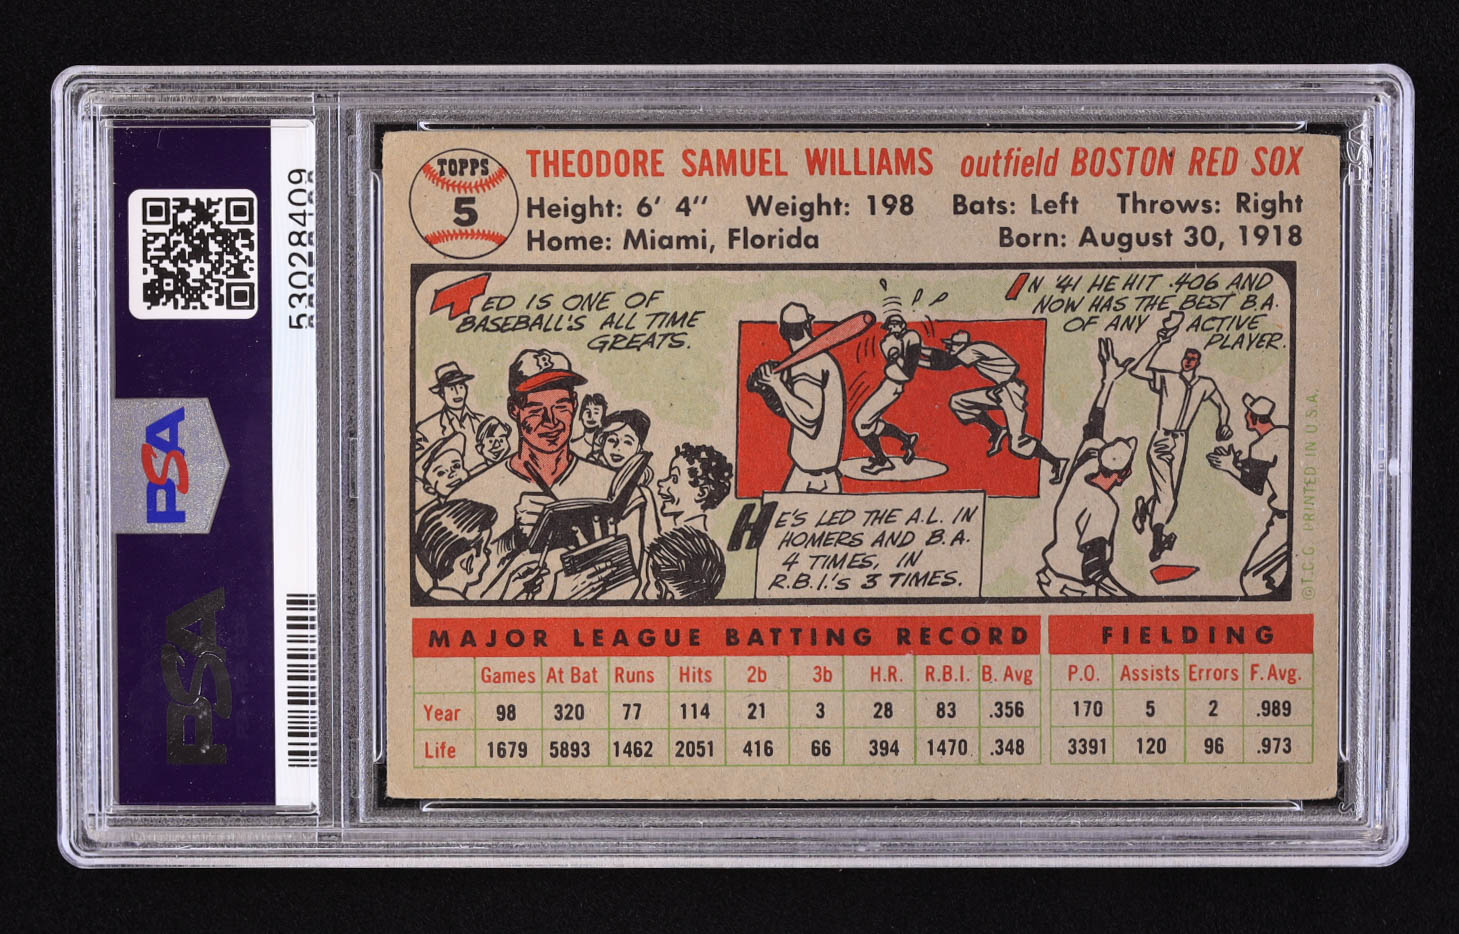 53028409
PSA
PSA
TOPPS
5
THEODORE SAMUEL WILLIAMS outfield BOSTON RED SOX
Height: 6' 4" Weight: 198 Bats: Left Throws: Right
Home: Miami, Florida Born: August 30, 1918
TED IS ONE OF
BASEBALL'S ALL TIME
GREATS.
B
IN '41 HE HIT .406 AND
NOW HAS THE BEST B.A.
OF ANY ACTIVE
PLAYER.
HE'S LED THE A.L. IN
HOMERS AND B.A.
4 TIMES, IN
R.B.I.'S 3 TIMES.
©T.C.C. PRINTED IN U.S.A.
MAJOR LEAGUE BATTING RECORD FIELDING
Games At Bat Runs Hits 2b 3b H.R. R.B.I. B. Avg P.O. Assists Errors F. Avg.
Year 98 320 77 114 21 3 28 83 .356 170 5 2 .989
Life 1679 5893 1462 2051 416 66 394 1470 .348 3391 120 96 .973